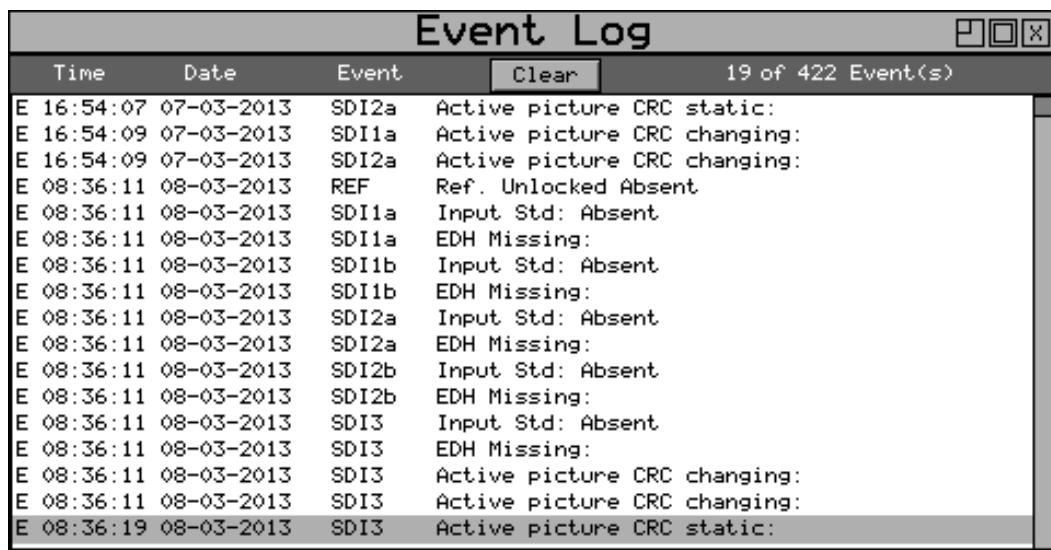 Event Log
Time Date Event Clear 19 of 422 Event(s)
E 16:54:07 07-03-2013 SDI2a Active picture CRC static:
E 16:54:09 07-03-2013 SDI1a Active picture CRC changing:
E 16:54:09 07-03-2013 SDI2a Active picture CRC changing:
E 08:36:11 08-03-2013 REF Ref. Unlocked Absent
E 08:36:11 08-03-2013 SDI1a Input Std: Absent
E 08:36:11 08-03-2013 SDI1a EDH Missing:
E 08:36:11 08-03-2013 SDI1b Input Std: Absent
E 08:36:11 08-03-2013 SDI1b EDH Missing:
E 08:36:11 08-03-2013 SDI2a Input Std: Absent
E 08:36:11 08-03-2013 SDI2a EDH Missing:
E 08:36:11 08-03-2013 SDI2b Input Std: Absent
E 08:36:11 08-03-2013 SDI2b EDH Missing:
E 08:36:11 08-03-2013 SDI3 Input Std: Absent
E 08:36:11 08-03-2013 SDI3 EDH Missing:
E 08:36:11 08-03-2013 SDI3 Active picture CRC changing:
E 08:36:11 08-03-2013 SDI3 Active picture CRC changing:
E 08:36:19 08-03-2013 SDI3 Active picture CRC static: